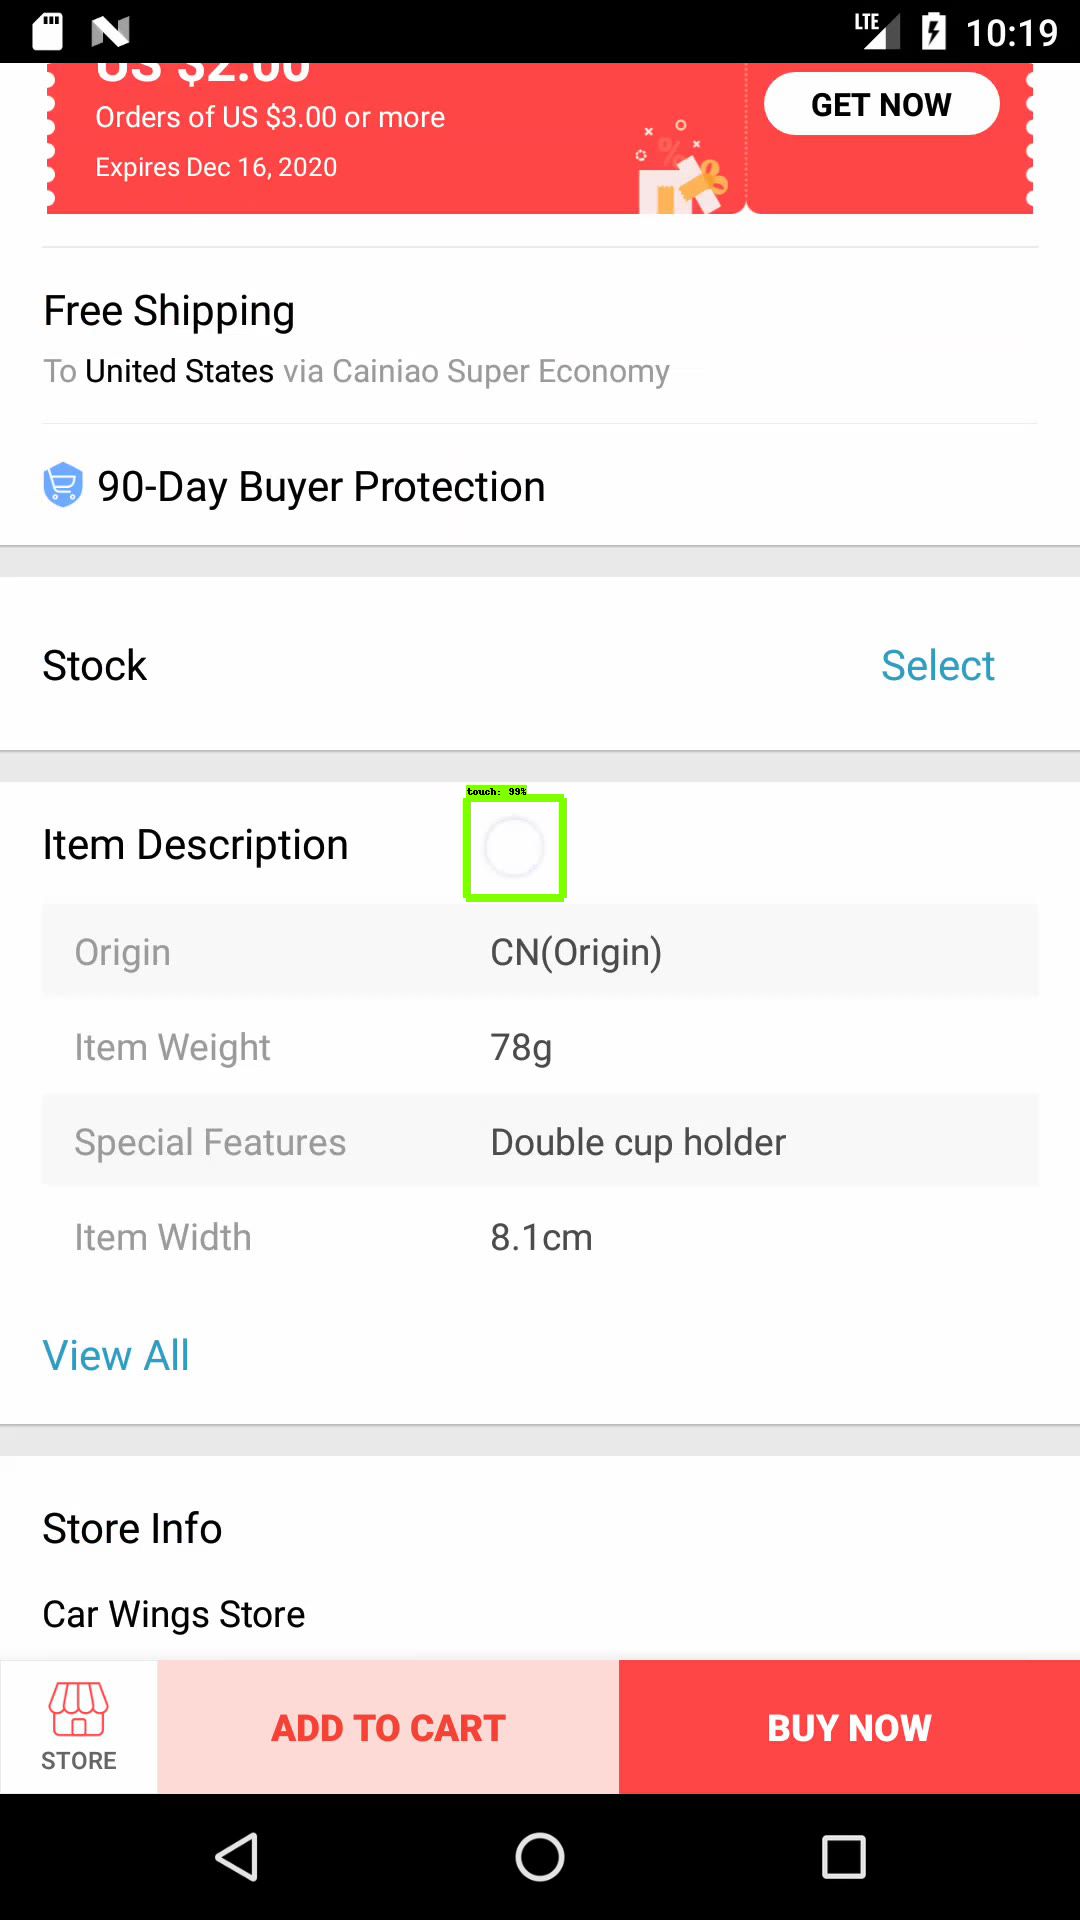 LTE 10:19
US $2.00
Orders of US $3.00 or more
GET NOW
Expires Dec 16, 2020
Free Shipping
To United States via Cainiao Super Economy
90-Day Buyer Protection
Stock Select
touch: 99%
Item Description
Origin CN(Origin)
Item Weight 78g
Special Features Double cup holder
Item Width 8.1cm
View All
Store Info
Car Wings Store
STORE
ADD TO CART
BUY NOW